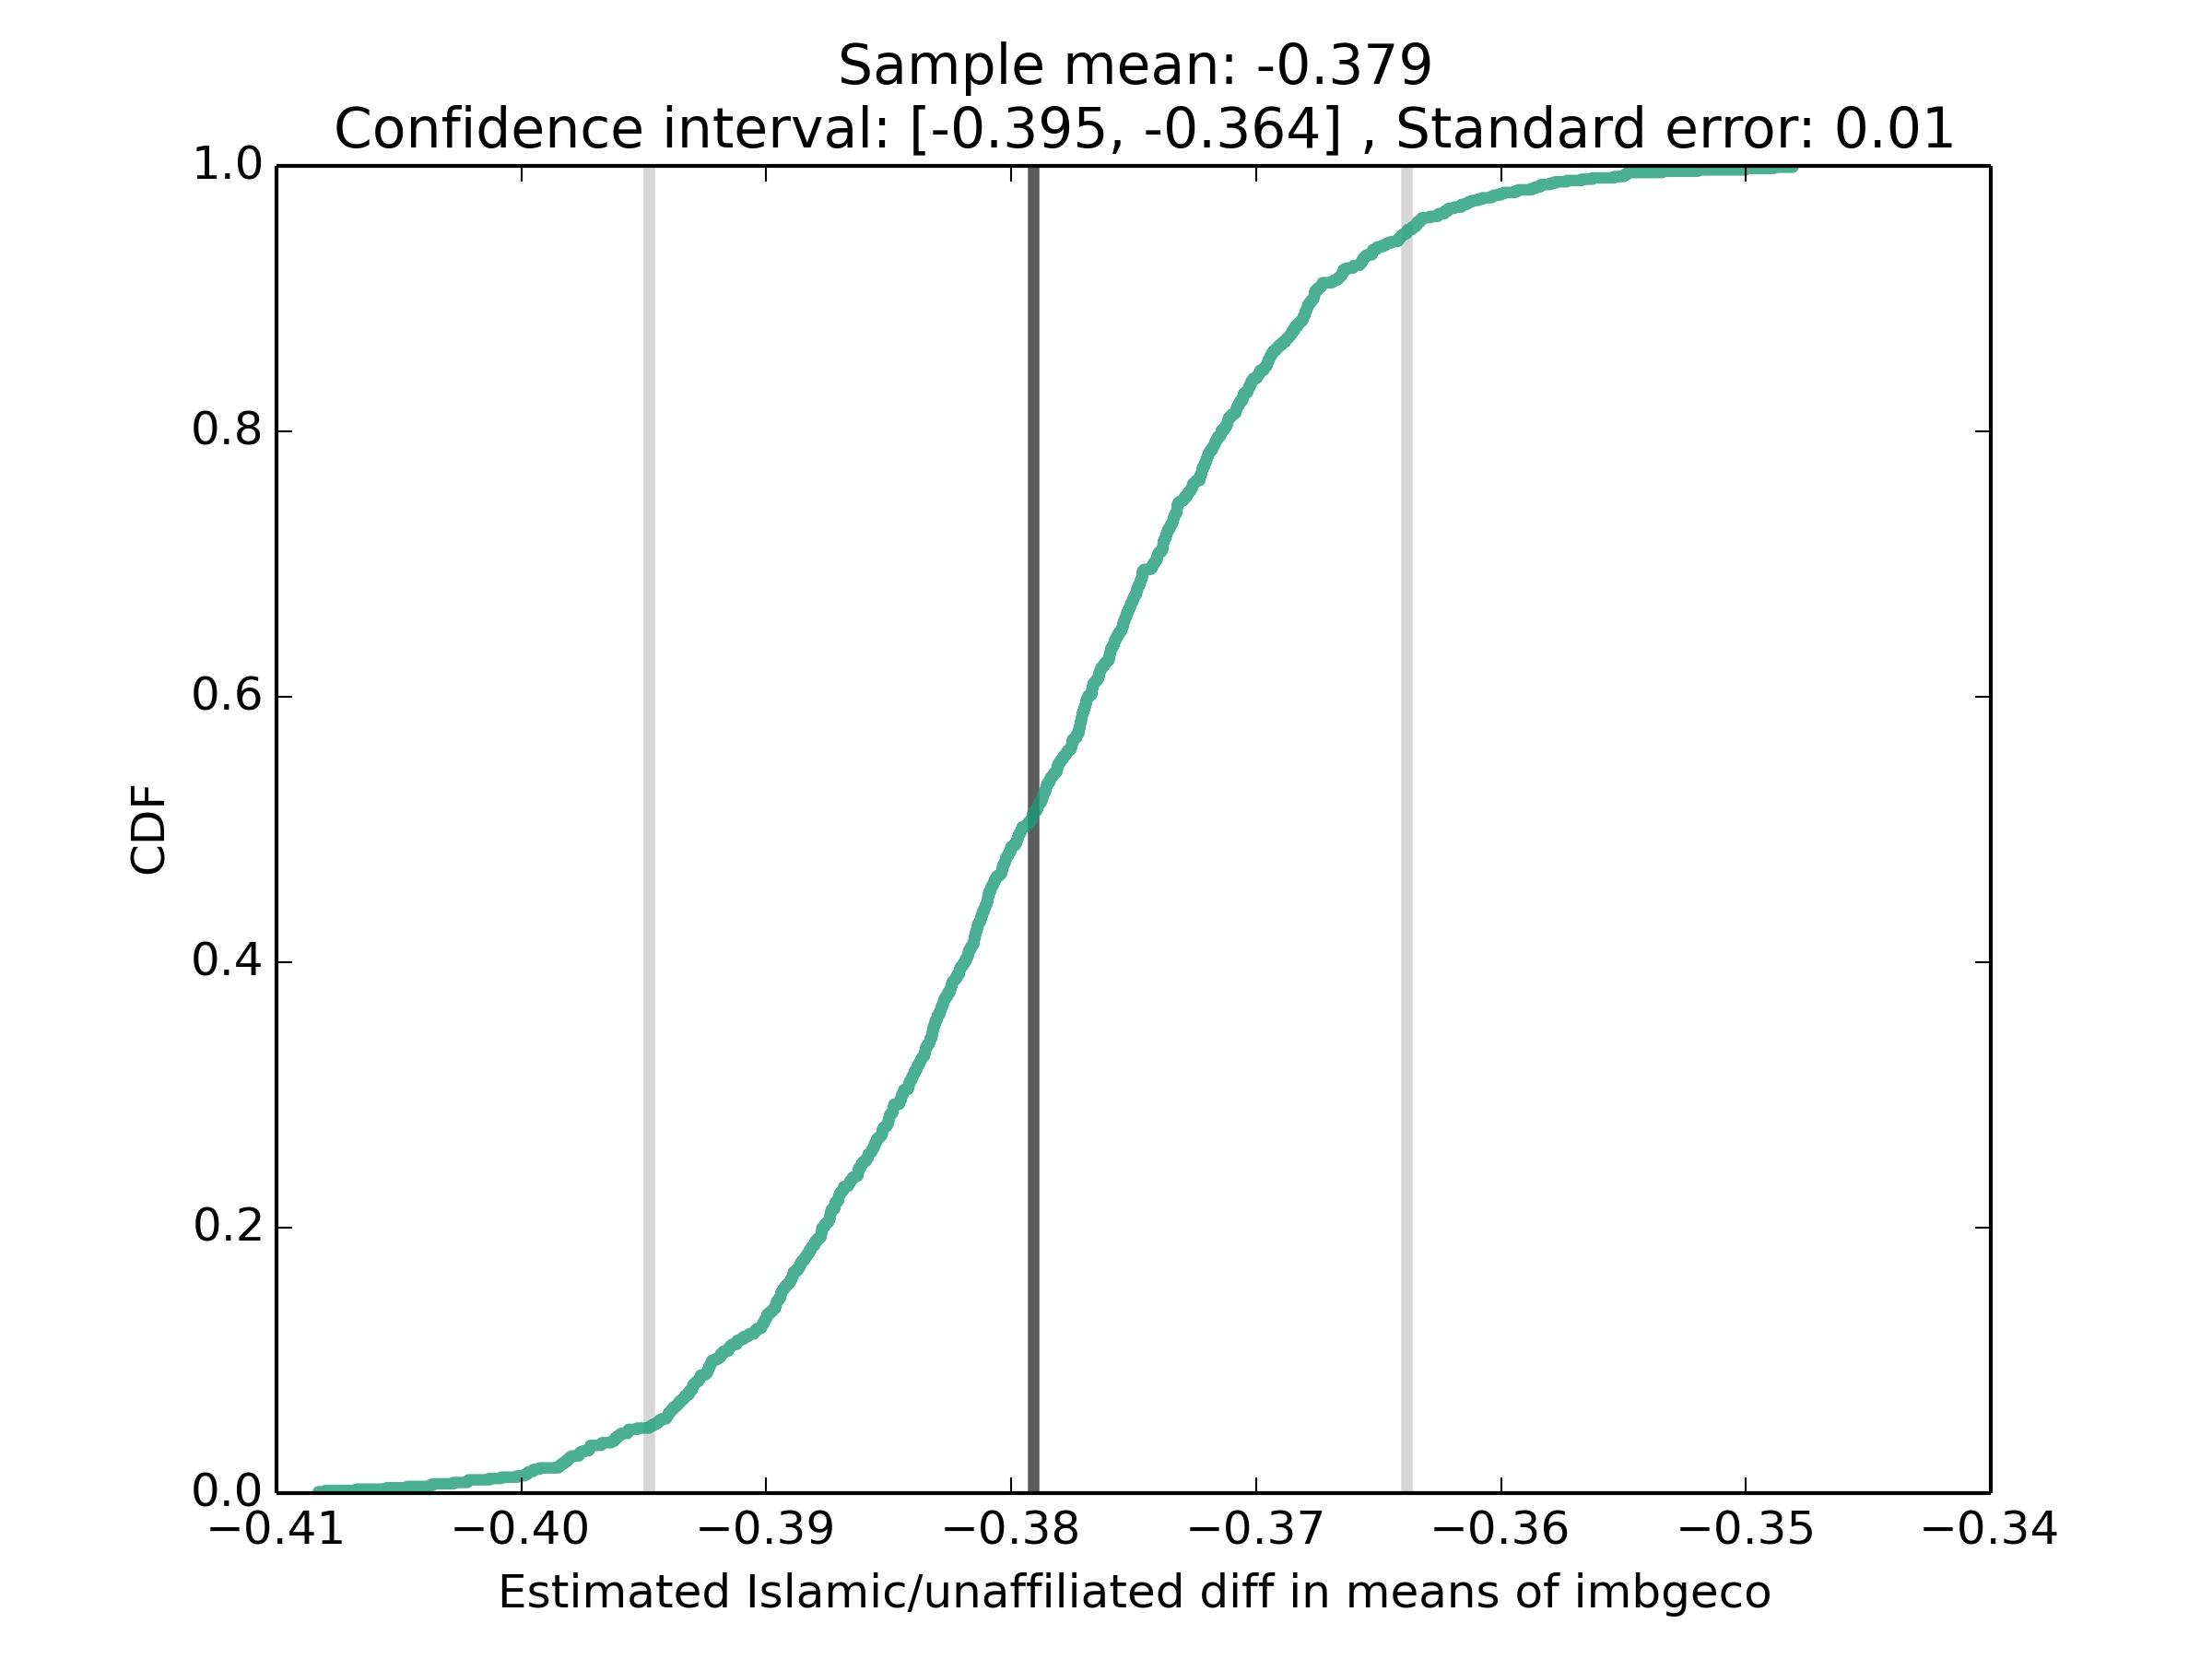 Sample mean: -0.379
Confidence interval: [-0.395, -0.364] , Standard error: 0.01
1.0
0.8
0.6
0.4
0.2
0.0
CDF
−0.41 −0.40 −0.39 −0.38 −0.37 −0.36 −0.35 −0.34
Estimated Islamic/unaffiliated diff in means of imbgeco